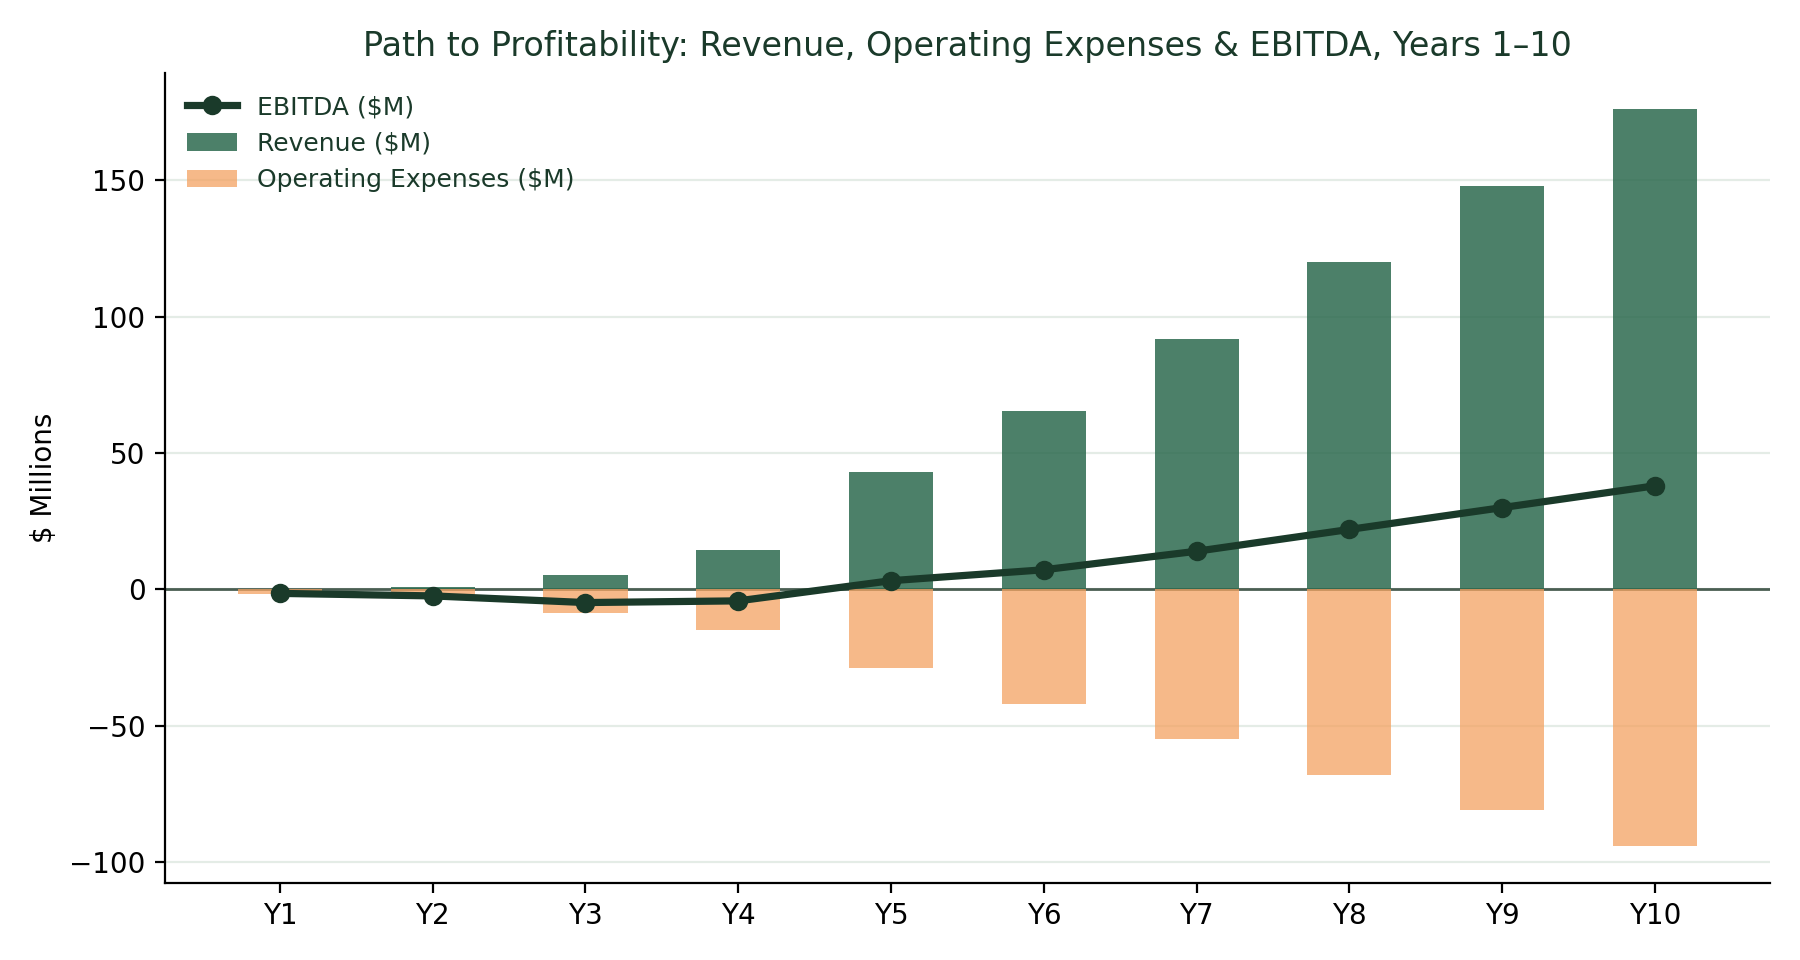 Path to Profitability: Revenue, Operating Expenses & EBITDA, Years 1–10
EBITDA ($M)
Revenue ($M)
Operating Expenses ($M)
$ Millions
150
100
50
0
−50
−100
Y1 Y2 Y3 Y4 Y5 Y6 Y7 Y8 Y9 Y10